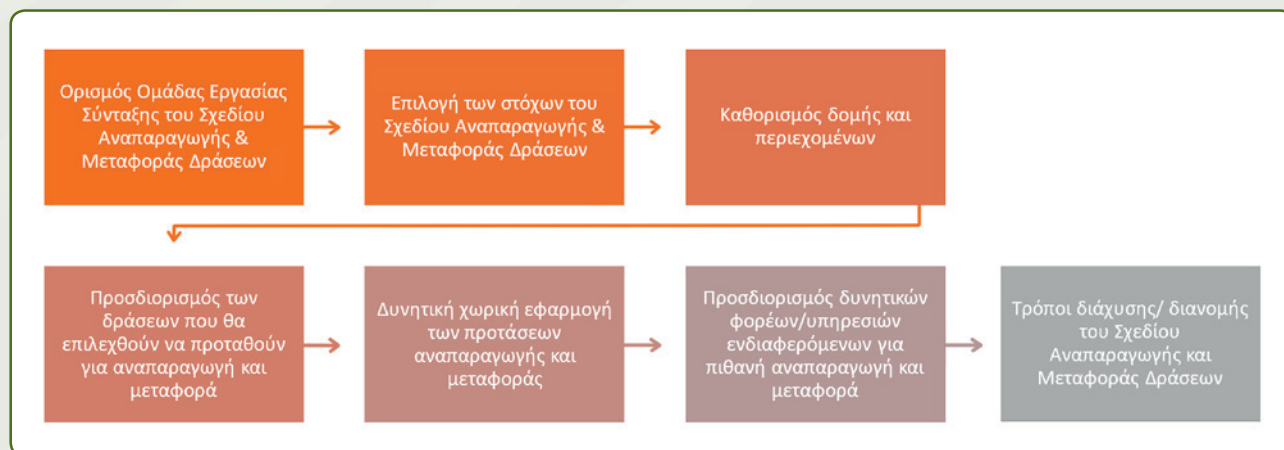 Ορισμός Ομάδας Εργασίας
Σύνταξης του Σχεδίου
Αναπαραγωγής &
Μεταφοράς Δράσεων
Επιλογή των στόχων του
Σχεδίου Αναπαραγωγής &
Μεταφοράς Δράσεων
Καθορισμός δομής και
περιεχομένων
Προσδιορισμός των
δράσεων που θα
επιλεχθούν να προταθούν
για αναπαραγωγή και
μεταφορά
Δυνητική χωρική εφαρμογή
των προτάσεων
αναπαραγωγής και
μεταφοράς
Προσδιορισμός δυνητικών
φορέων/υπηρεσιών
ενδιαφερόμενων για
πιθανή αναπαραγωγή και
μεταφορά
Τρόποι διάχυσης/ διανομής
του Σχεδίου
Αναπαραγωγής και
Μεταφοράς Δράσεων